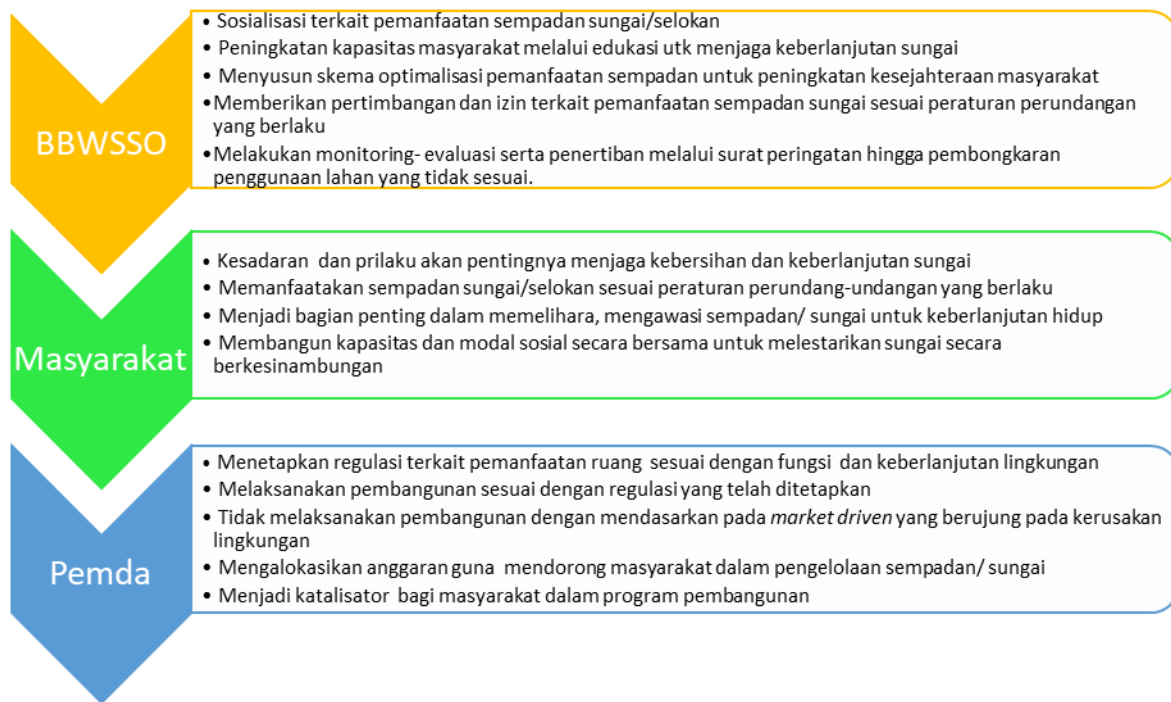 BBWSSO
• Sosialisasi terkait pemanfaatan sempadan sungai/selokan
• Peningkatan kapasitas masyarakat melalui edukasi utk menjaga keberlanjutan sungai
• Menyusun skema optimalisasi pemanfaatan sempadan untuk peningkatan kesejahteraan masyarakat
•Memberikan pertimbangan dan izin terkait pemanfaatan sempadan sungai sesuai peraturan perundangan
yang berlaku
•Melakukan monitoring- evaluasi serta penertiban melalui surat peringatan hingga pembongkaran
penggunaan lahan yang tidak sesuai.
Masyarakat
• Kesadaran dan prilaku akan pentingnya menjaga kebersihan dan keberlanjutan sungai
• Memanfaatakan sempadan sungai/selokan sesuai peraturan perundang-undangan yang berlaku
• Menjadi bagian penting dalam memelihara, mengawasi sempadan/ sungai untuk keberlanjutan hidup
• Membangun kapasitas dan modal sosial secara bersama untuk melestarikan sungai secara
berkesinambungan
Pemda
• Menetapkan regulasi terkait pemanfaatan ruang sesuai dengan fungsi dan keberlanjutan lingkungan
• Melaksanakan pembangunan sesuai dengan regulasi yang telah ditetapkan
• Tidak melaksanakan pembangunan dengan mendasarkan pada market driven yang berujung pada kerusakan
lingkungan
• Mengalokasikan anggaran guna mendorong masyarakat dalam pengelolaan sempadan/ sungai
• Menjadi katalisator bagi masyarakat dalam program pembangunan